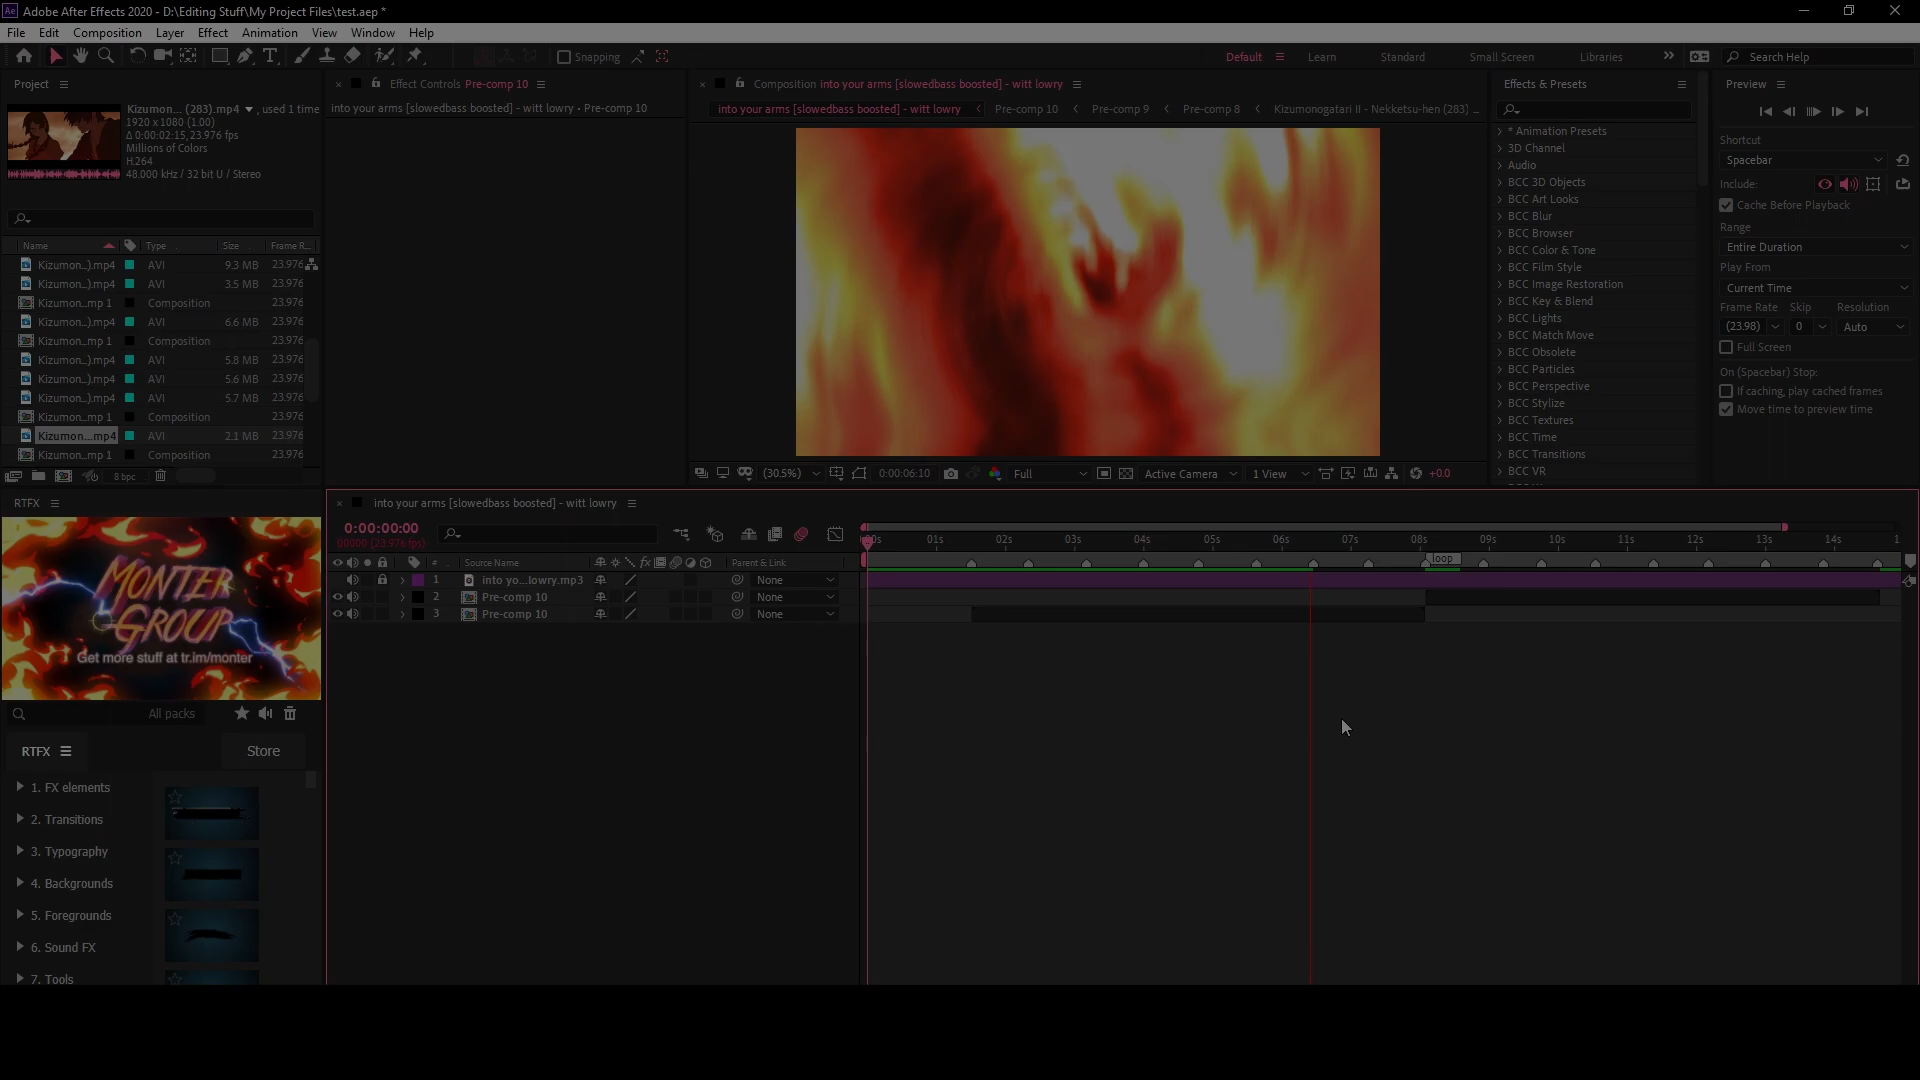 Adobe After Effects 2020 - D:\Editing Stuff\My Project Files\test.aep *
File Edit Composition Layer Effect Animation View Window Help
Snapping Default Learn Standard Small Screen Libraries Search Help
Project
Kizumon... (283).mp4 , used 1 time
1920 x 1080 (1.00)
Δ 0:00:02:15, 23.976 fps
Millions of Colors
H.264
48.000 kHz / 32 bit U / Stereo
Name Type Size Frame R...
Kizumon...).mp4 AVI 9.3 MB 23.976
Kizumon...).mp4 AVI 3.5 MB 23.976
Kizumon...mp 1 Composition 23.976
Kizumon...).mp4 AVI 6.6 MB 23.976
Kizumon...mp 1 Composition 23.976
Kizumon...).mp4 AVI 5.8 MB 23.976
Kizumon...).mp4 AVI 5.6 MB 23.976
Kizumon...).mp4 AVI 5.7 MB 23.976
Kizumon...mp 1 Composition 23.976
Kizumon...mp4 AVI 2.1 MB 23.976
Kizumon...mp 1 Composition 23.976
8 bpc
Effect Controls Pre-comp 10
into your arms [slowedbass boosted] - witt lowry • Pre-comp 10
Composition into your arms [slowedbass boosted] - witt lowry
into your arms [slowedbass boosted] - witt lowry Pre-comp 10 Pre-comp 9 Pre-comp 8 Kizumonogatari II - Nekketsu-hen (283) ...
(30.5%) 0:00:06:10 Full Active Camera 1 View +0.0
Effects & Presets
* Animation Presets
3D Channel
Audio
BCC 3D Objects
BCC Art Looks
BCC Blur
BCC Browser
BCC Color & Tone
BCC Film Style
BCC Image Restoration
BCC Key & Blend
BCC Lights
BCC Match Move
BCC Obsolete
BCC Particles
BCC Perspective
BCC Stylize
BCC Textures
BCC Time
BCC Transitions
BCC VR
Preview
Shortcut
Spacebar
Include:
Cache Before Playback
Range
Entire Duration
Play From
Current Time
Frame Rate Skip Resolution
(23.98) 0 Auto
Full Screen
On (Spacebar) Stop:
If caching, play cached frames
Move time to preview time
RTFX
MONTER
GROUP
Get more stuff at tr.im/monter
All packs
RTFX Store
1. FX elements
2. Transitions
3. Typography
4. Backgrounds
5. Foregrounds
6. Sound FX
7. Tools
into your arms [slowedbass boosted] - witt lowry
0:00:00:00
00000 (23.976 fps)
01s 02s 03s 04s 05s 06s 07s 08s 09s 10s 11s 12s 13s 14s 1
loop
# Source Name Parent & Link
1 into yo...lowry.mp3 None
2 Pre-comp 10 None
3 Pre-comp 10 None